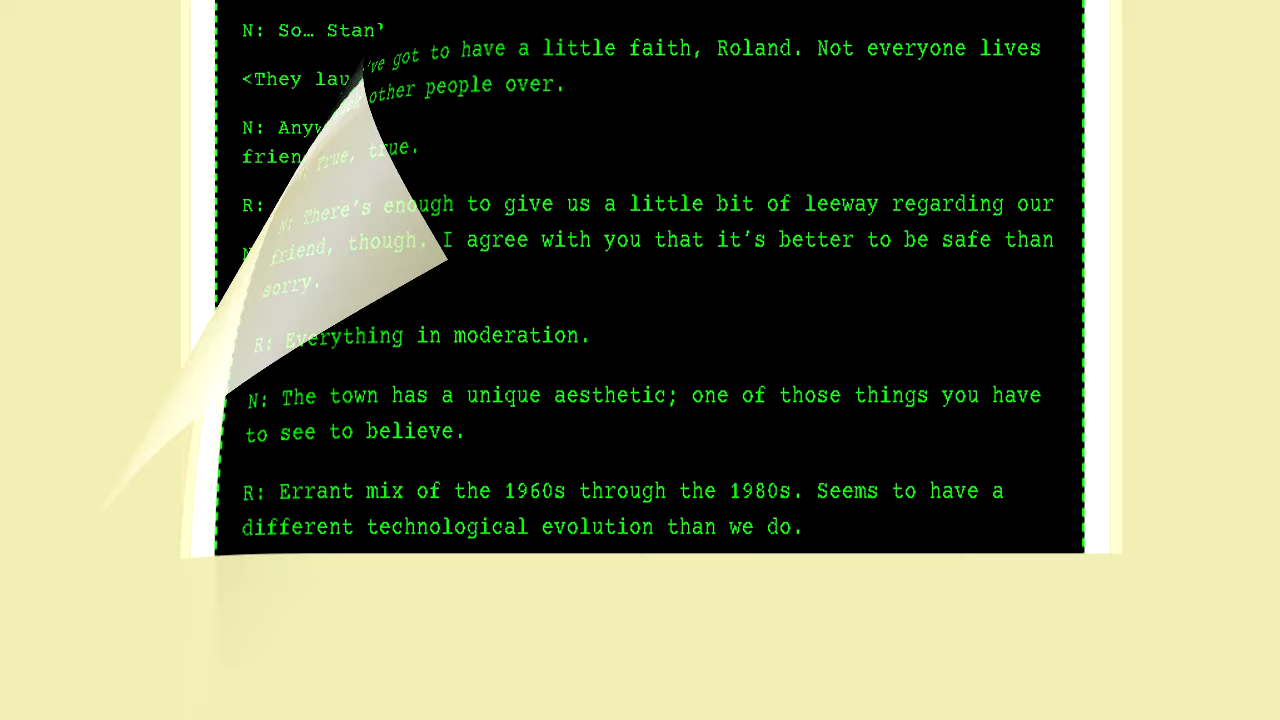 N: So… Stan'
've got to have a little faith, Roland. Not everyone lives
<They lau
other people over.
N: Anyw
frien
True, true.
R:
N: There's enough to give us a little bit of leeway regarding our
friend, though. I agree with you that it's better to be safe than
sorry.
R: Everything in moderation.
N: The town has a unique aesthetic; one of those things you have
to see to believe.
R: Errant mix of the 1960s through the 1980s. Seems to have a
different technological evolution than we do.